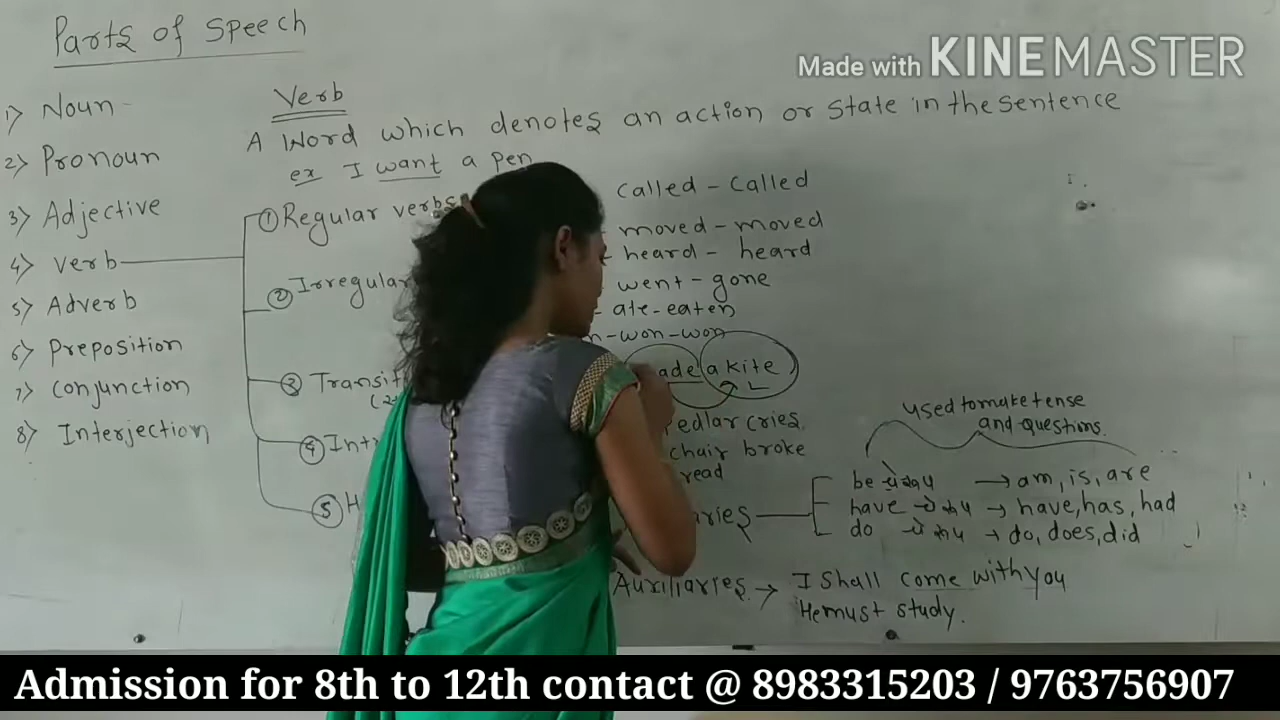 Parts of Speech
Made with KINEMASTER
1) Noun
2) Pronoun
3) Adjective
4) verb
5) Adverb
6) Preposition
7) Conjunction
8) Interjection
Verb
A Word which denotes an action or state in the sentence
ex I want a pen
① Regular verbs
called - called
moved - moved
heard - heard
② Irregular
went - gone
ate - eaten
- won - won
③
a kite
④
cries
chair broke
read
⑤ H
used to make tense
and questions.
be → am, is, are
have → have, has, had
do → do, does, did
Auxiliaries → I shall come with you
He must study.
Admission for 8th to 12th contact @ 8983315203 / 9763756907